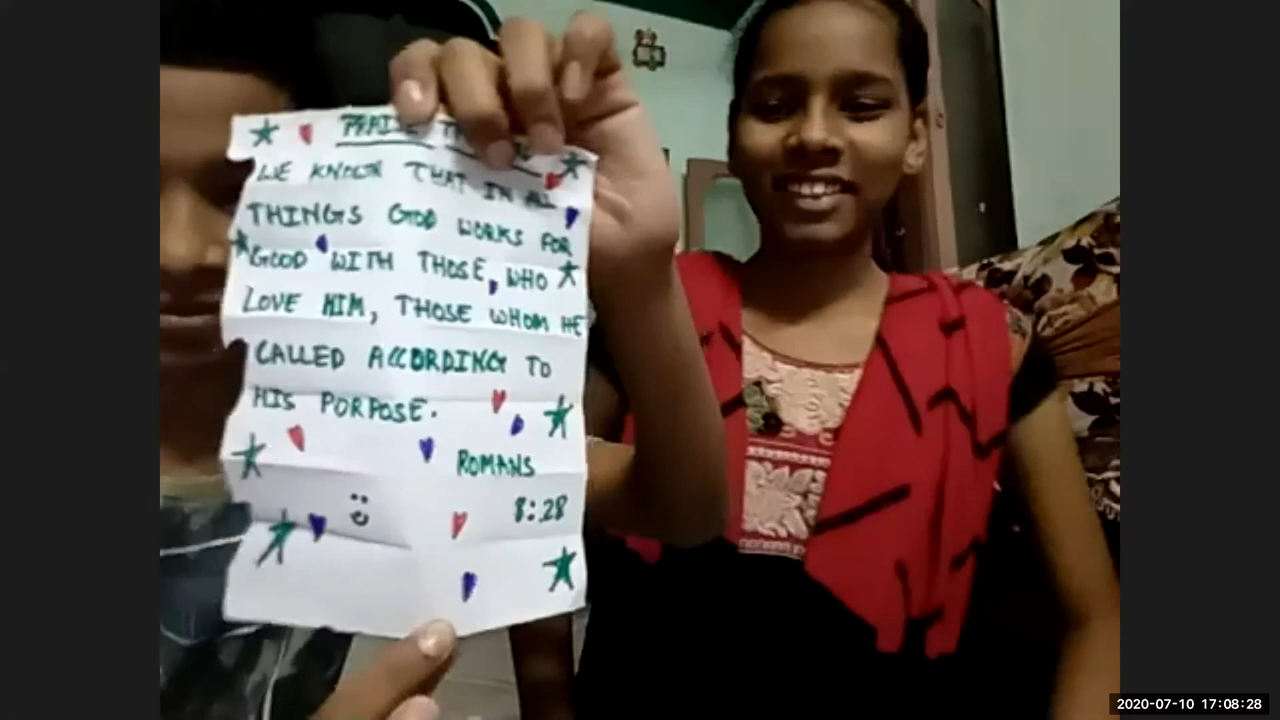 WE KNOW THAT IN ALL
THINGS GOD WORKS FOR
GOOD WITH THOSE, WHO
LOVE HIM, THOSE WHOM HE
CALLED ACCORDING TO
HIS PORPOSE.
ROMANS
8:28
2020-07-10 17:08:28